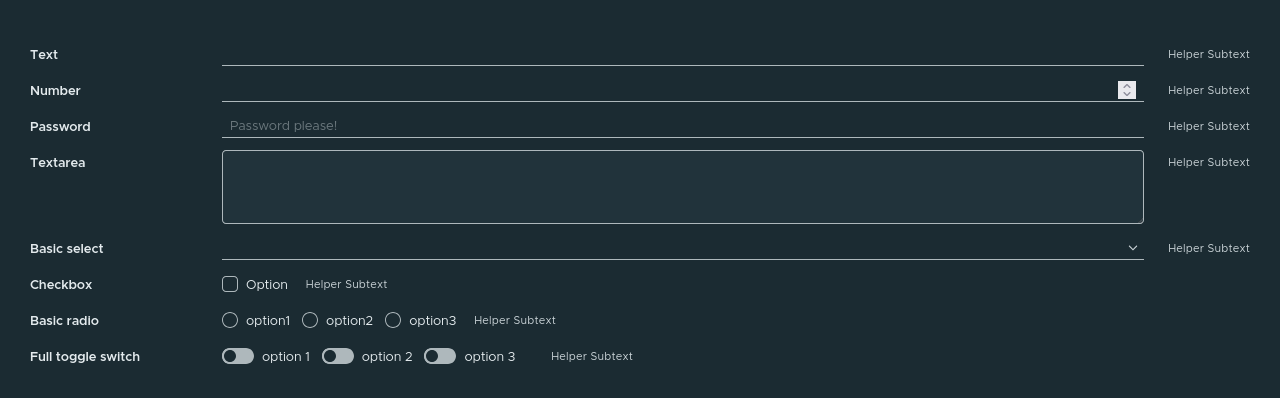 Text Helper Subtext
Number Helper Subtext
Password Password please! Helper Subtext
Textarea Helper Subtext
Basic select Helper Subtext
Checkbox Option Helper Subtext
Basic radio option1 option2 option3 Helper Subtext
Full toggle switch option 1 option 2 option 3 Helper Subtext